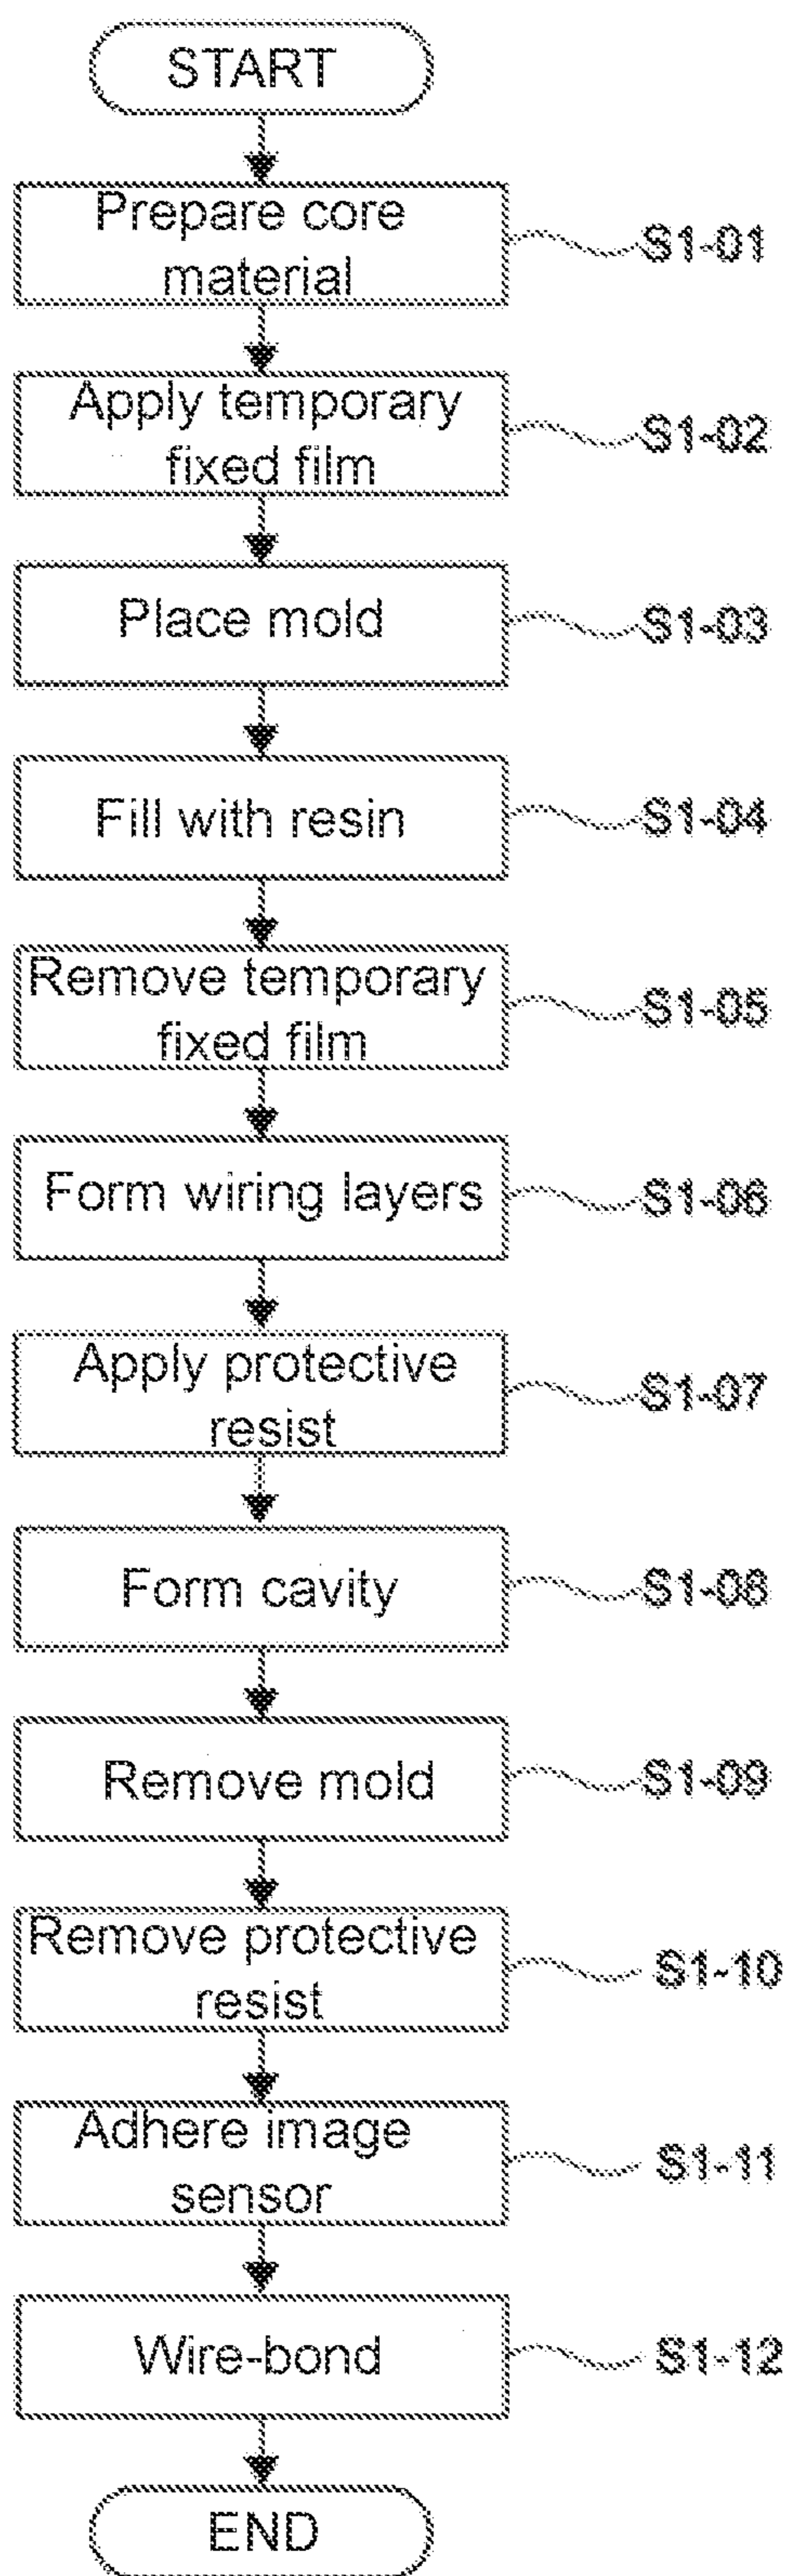 START
Prepare core
material
S1-01
Apply temporary
fixed film
S1-02
Place mold
S1-03
Fill with resin
S1-04
Remove temporary
fixed film
S1-05
Form wiring layers
S1-06
Apply protective
resist
S1-07
Form cavity
S1-08
Remove mold
S1-09
Remove protective
resist
S1-10
Adhere image
sensor
S1-11
Wire-bond
S1-12
END